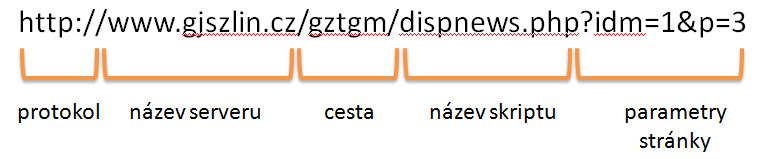 http://www.gjszlin.cz/gztgm/dispnews.php?idm=1&p=3
protokol název serveru cesta název skriptu parametry
stránky